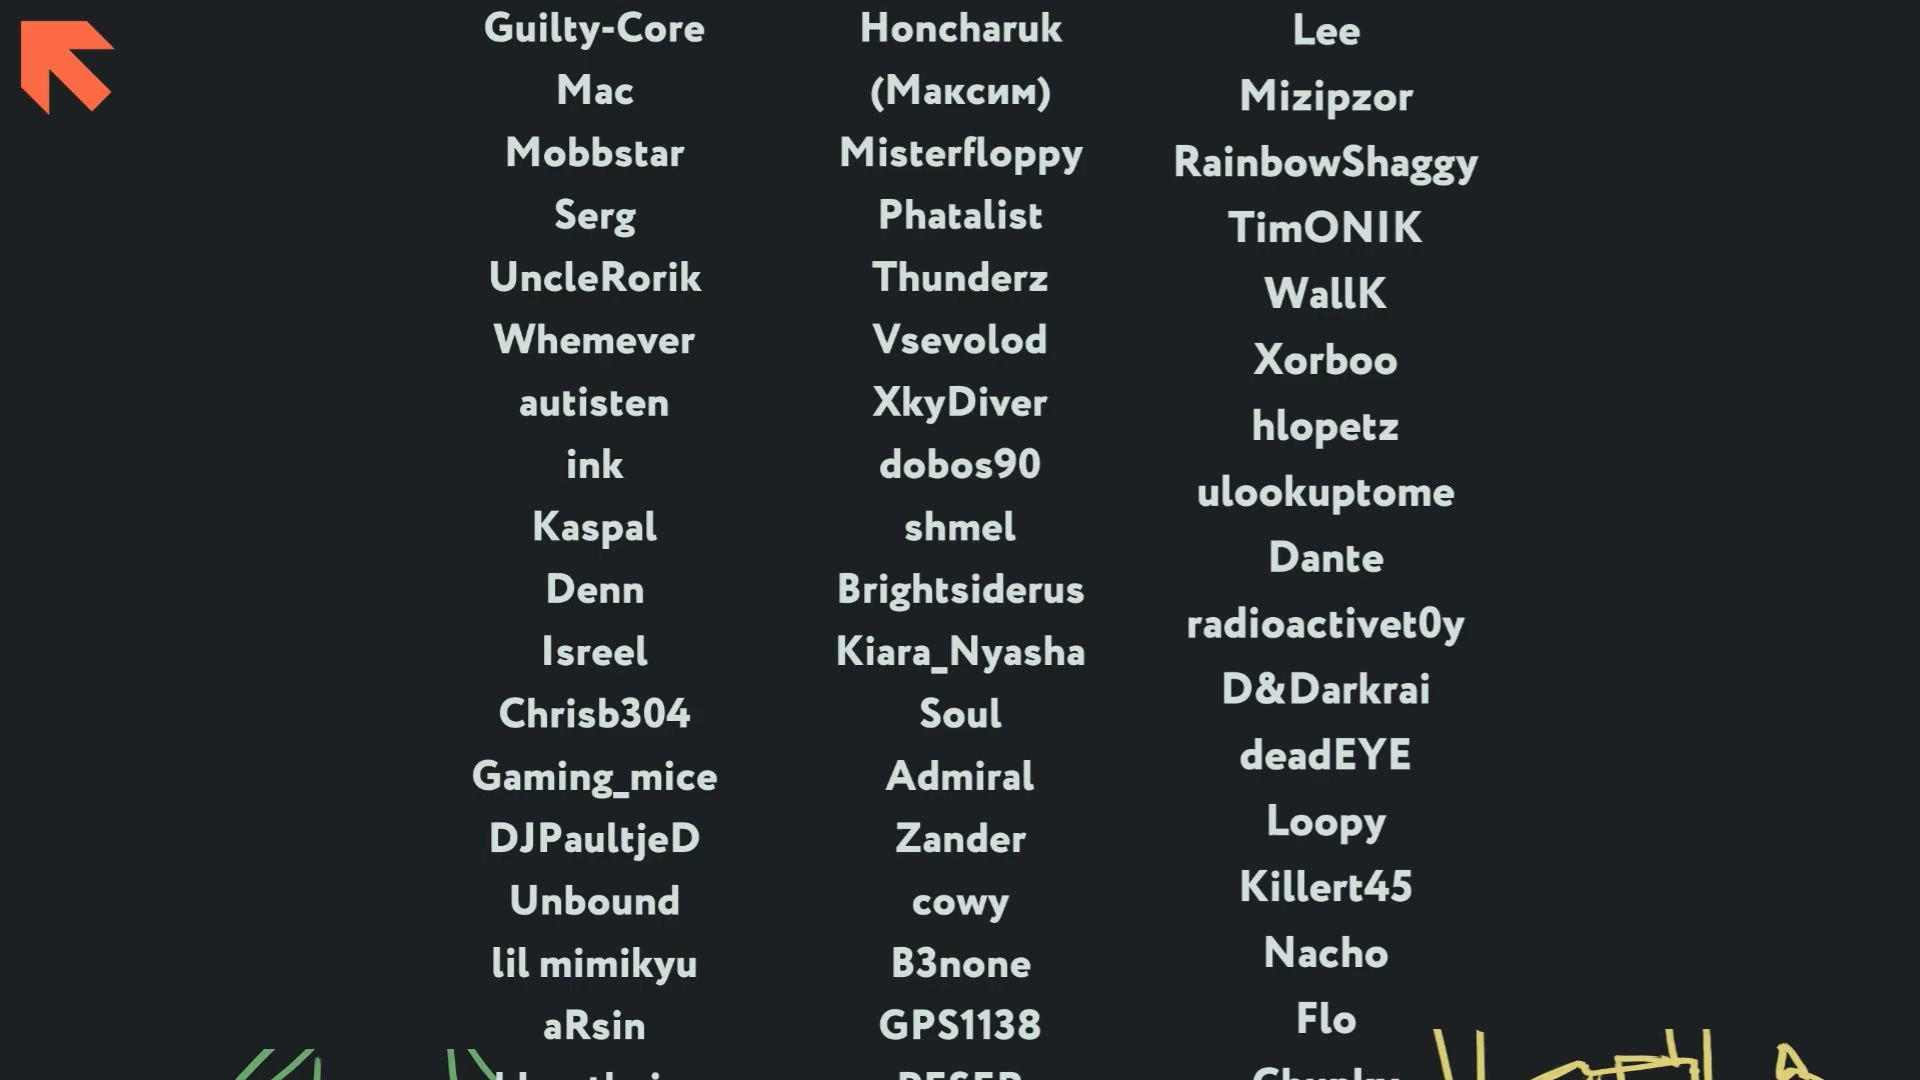 Guilty-Core
Mac
Mobbstar
Serg
UncleRorik
Whemever
autisten
ink
Kaspal
Denn
Isreel
Chrisb304
Gaming_mice
DJPaultjeD
Unbound
lil mimikyu
aRsin
Honcharuk
(Максим)
Misterfloppy
Phatalist
Thunderz
Vsevolod
XkyDiver
dobos90
shmel
Brightsiderus
Kiara_Nyasha
Soul
Admiral
Zander
cowy
B3none
GPS1138
Lee
Mizipzor
RainbowShaggy
TimONIK
WallK
Xorboo
hlopetz
ulookuptome
Dante
radioactivet0y
D&Darkrai
deadEYE
Loopy
Killert45
Nacho
Flo